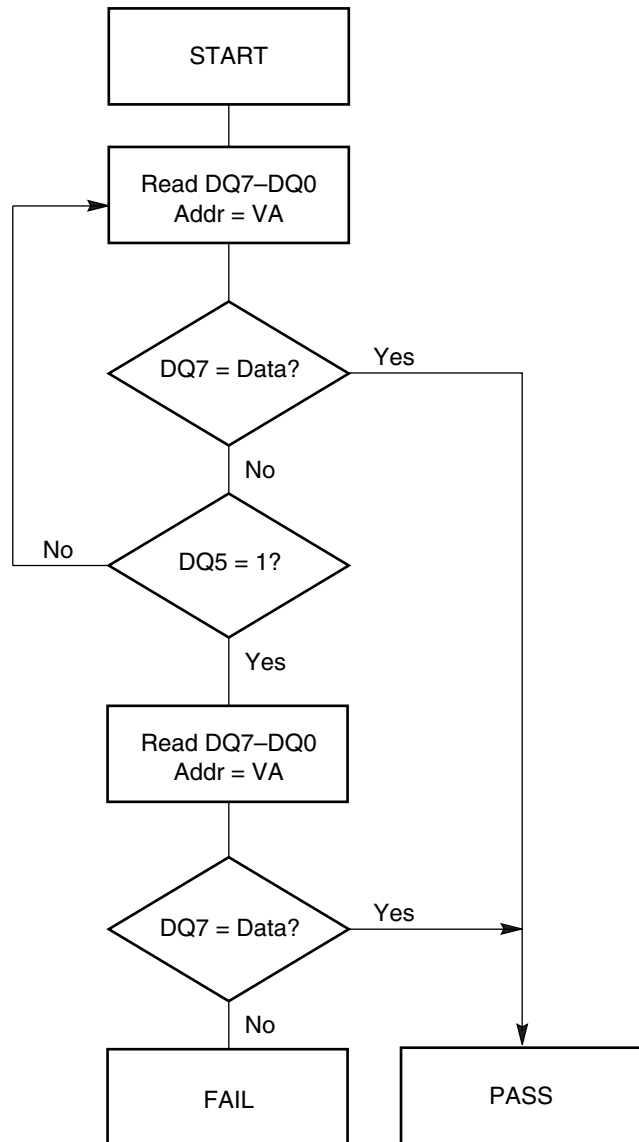 START
Read DQ7–DQ0
Addr = VA
DQ7 = Data?
Yes
No
DQ5 = 1?
No
Yes
Read DQ7–DQ0
Addr = VA
DQ7 = Data?
Yes
No
FAIL
PASS